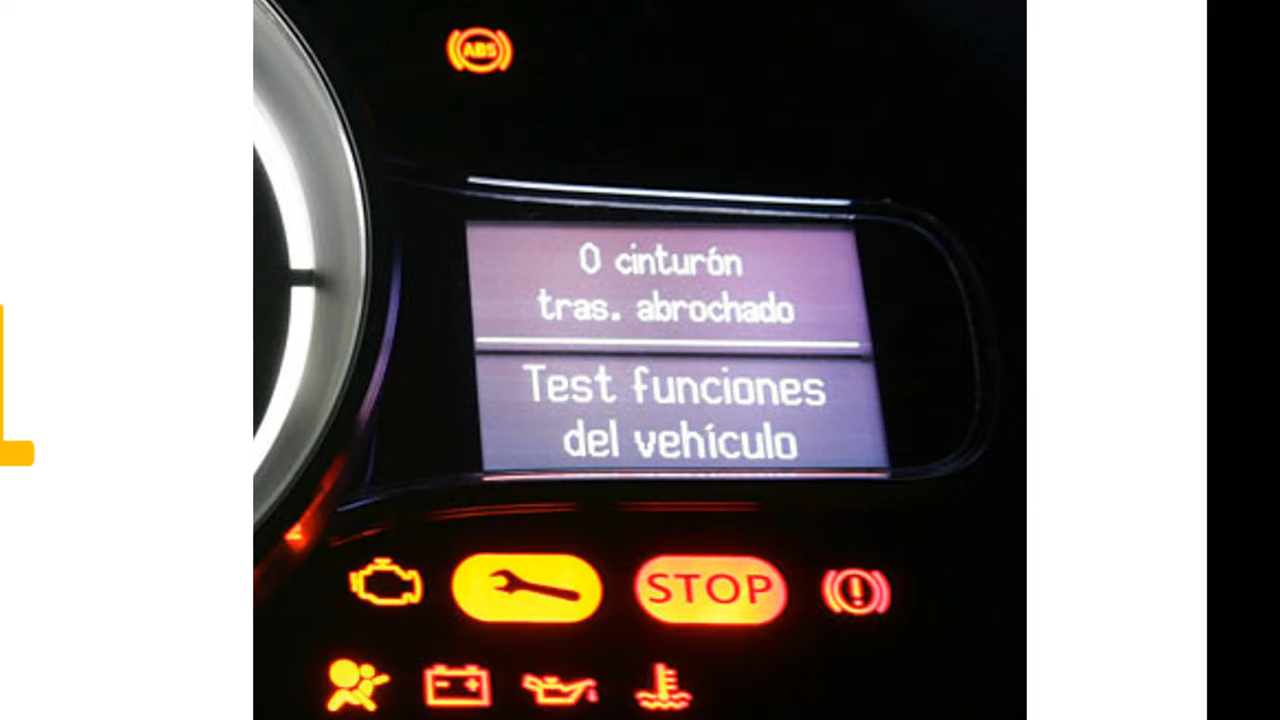 ABS
0 cinturón
tras. abrochado
Test funciones
del vehículo
STOP